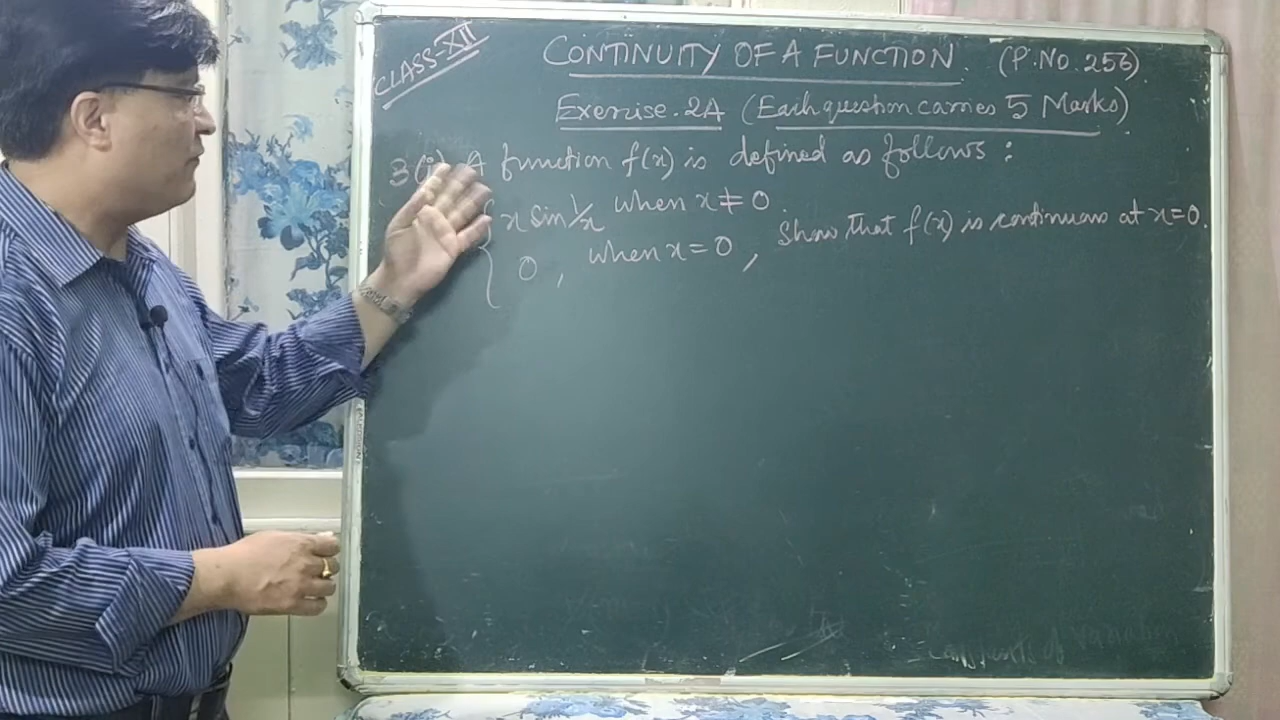 CLASS-XII
CONTINUITY OF A FUNCTION. (P.NO.256)
Exercise.2A (Each question carries 5 Marks)
3(i) A function f(x) is defined as follows:
{ x sin 1/x when x ≠ 0
0, when x = 0, Show that f(x) is continuous at x=0.